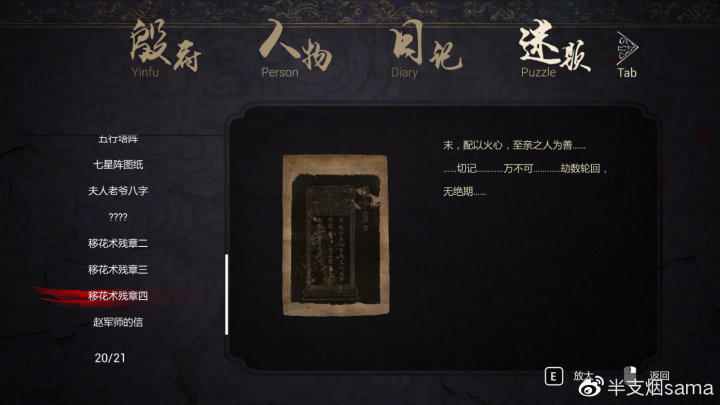 殷府 人物 日记 迷题
Yinfu Person Diary Puzzle Tab
五行塔阵
七星阵图纸
夫人老爷八字
????
移花术残章二
移花术残章三
移花术残章四
赵军师的信
20/21
末，配以火心，至亲之人为善……
……切记…………万不可…………劫数轮回，
无绝期……
E 放大 返回
半支烟sama